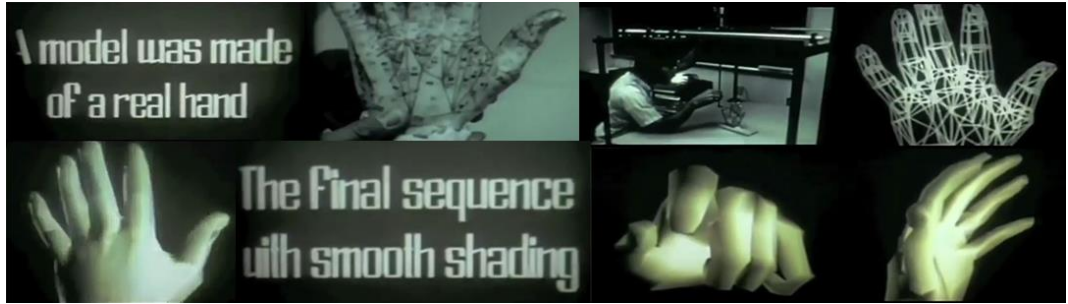 A model was made
of a real hand
The final sequence
with smooth shading